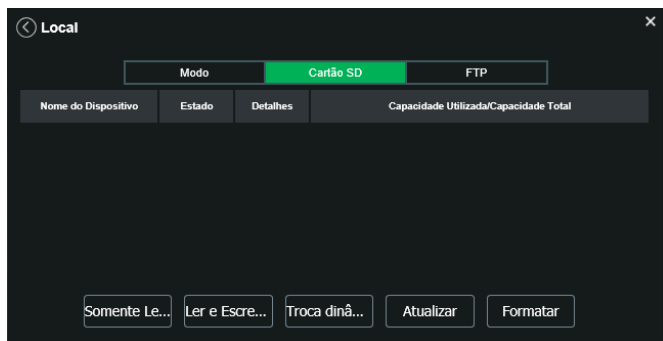 Local
Modo Cartão SD FTP
Nome do Dispositivo Estado Detalhes Capacidade Utilizada/Capacidade Total
Somente Le... Ler e Escre... Troca dinâ... Atualizar Formatar